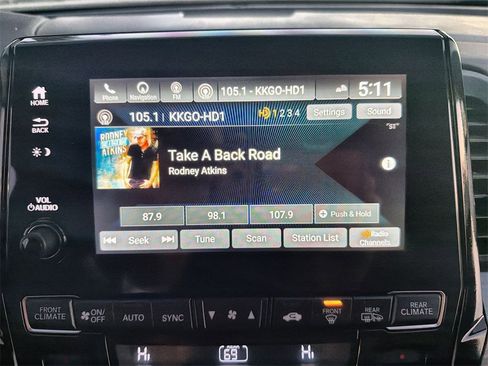 Phone Navigation FM 105.1 - KKGO-HD1 5:11
HOME
105.1 | KKGO-HD1 HD 1 2 3 4 Settings Sound
BACK
RODNEY
ATKINS
Take A Back Road
Rodney Atkins
VOL
AUDIO
87.9 98.1 107.9 + Push & Hold
Seek Tune Scan Station List Radio
Channels
FRONT
CLIMATE
ON/
OFF
AUTO SYNC FRONT REAR
REAR
CLIMATE
Hi REAR 69 Hi